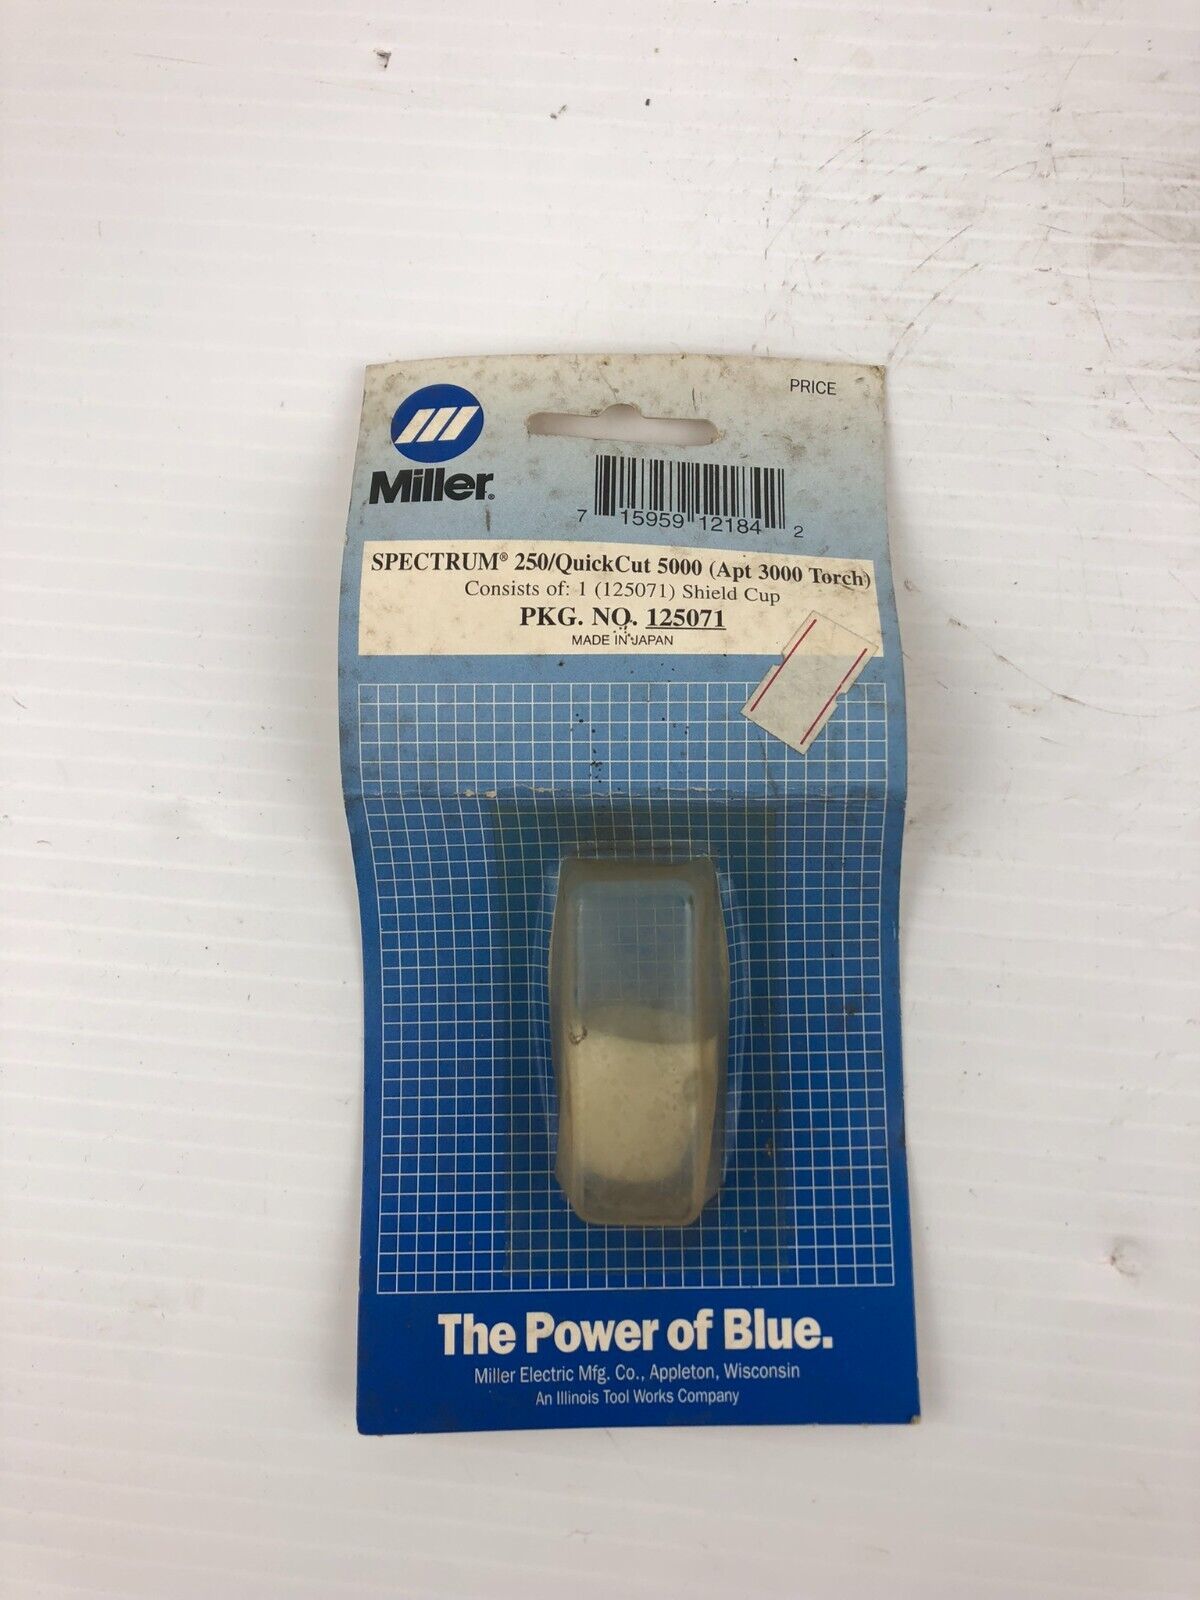 PRICE
Miller®
7 15959 12184 2
SPECTRUM® 250/QuickCut 5000 (Apt 3000 Torch)
Consists of: 1 (125071) Shield Cup
PKG. NO. 125071
MADE IN JAPAN
The Power of Blue.
Miller Electric Mfg. Co., Appleton, Wisconsin
An Illinois Tool Works Company